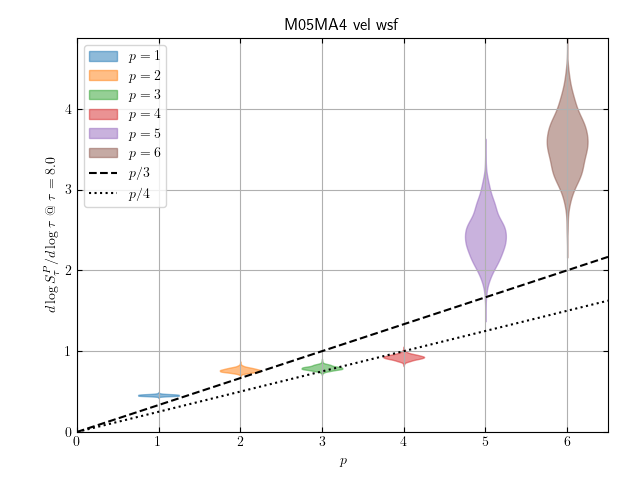 M05MA4 vel wsf
p = 1
p = 2
p = 3
p = 4
p = 5
p = 6
p/3
p/4
d log S_τ^P / d log τ @ τ = 8.0
4
3
2
1
0
0 1 2 3 4 5 6
p